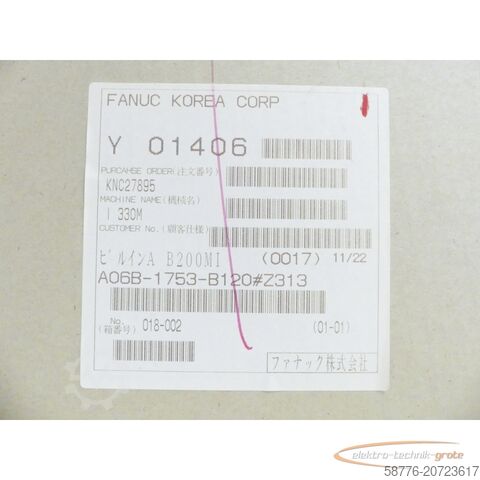 FANUC KOREA CORP
Y 01406
PURCAHSE ORDER(注文番号)
KNC27895
MACHINE NAME(機械名)
I 330M
CUSTOMER No.(顧客仕様)
ビルインA B200MI (0017) 11/22
A06B-1753-B120#Z313
No. 018-002 (01-01)
(箱番号)
ファナック株式会社
elektro-technik-grote
58776-20723617